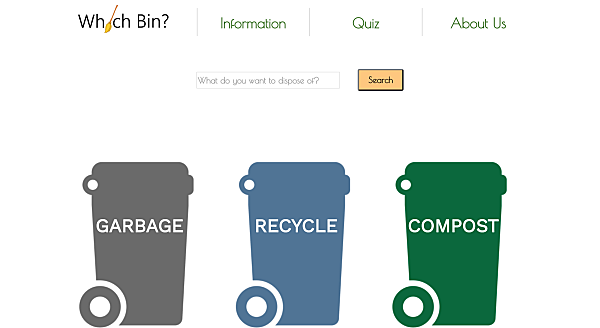 Which Bin?
Information
Quiz
About Us
What do you want to dispose of?
Search
GARBAGE
RECYCLE
COMPOST